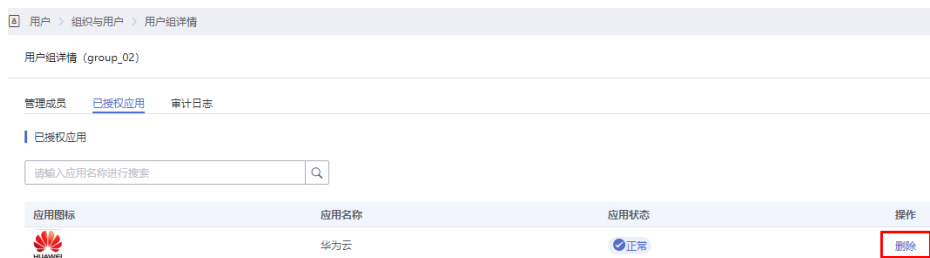 用户 > 组织与用户 > 用户组详情
用户组详情（group_02）
管理成员 已授权应用 审计日志
已授权应用
请输入应用名称进行搜索
应用图标 应用名称 应用状态 操作
HUAWEI 华为云 正常 删除